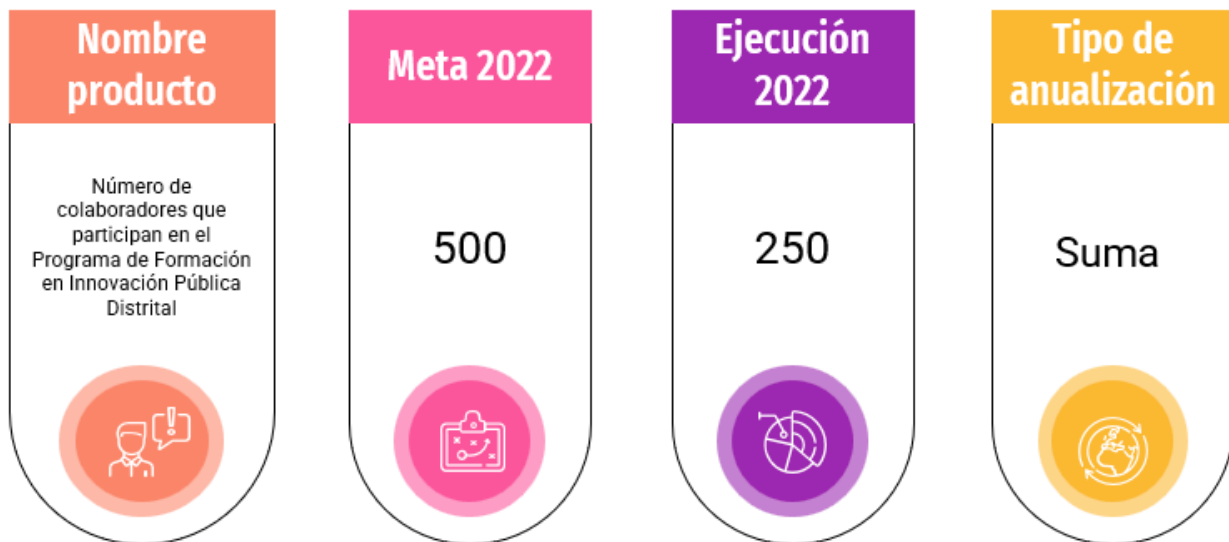 Nombre
producto
Número de
colaboradores que
participan en el
Programa de Formación
en Innovación Pública
Distrital
Meta 2022
500
Ejecución
2022
250
Tipo de
anualización
Suma